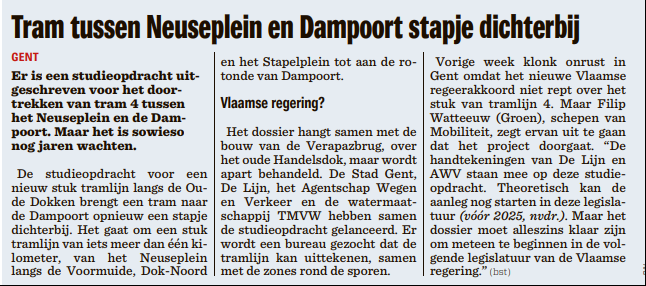 Tram tussen Neuseplein en Dampoort stapje dichterbij
GENT
Er is een studieopdracht uit-
geschreven voor het door-
trekken van tram 4 tussen
het Neuseplein en de Dam-
poort. Maar het is sowieso
nog jaren wachten.
De studieopdracht voor een
nieuw stuk tramlijn langs de Ou-
de Dokken brengt een tram naar
de Dampoort opnieuw een stapje
dichterbij. Het gaat om een stuk
tramlijn van iets meer dan één ki-
lometer, van het Neuseplein
langs de Voormuide, Dok-Noord
en het Stapelplein tot aan de ro-
tonde van Dampoort.
Vlaamse regering?
Het dossier hangt samen met de
bouw van de Verapazbrug, over
het oude Handelsdok, maar wordt
apart behandeld. De Stad Gent,
De Lijn, het Agentschap Wegen
en Verkeer en de watermaat-
schappij TMVW hebben samen
de studieopdracht gelanceerd. Er
wordt een bureau gezocht dat de
tramlijn kan uittekenen, samen
met de zones rond de sporen.
Vorige week klonk onrust in
Gent omdat het nieuwe Vlaamse
regeerakkoord niet rept over het
stuk van tramlijn 4. Maar Filip
Watteeuw (Groen), schepen van
Mobiliteit, zegt ervan uit te gaan
dat het project doorgaat. “De
handtekeningen van De Lijn en
AWV staan mee op deze studie-
opdracht. Theoretisch kan de
aanleg nog starten in deze legisla-
tuur (vóór 2025, nvdr.). Maar het
dossier moet alleszins klaar zijn
om meteen te beginnen in de vol-
gende legislatuur van de Vlaamse
regering.” (bst)